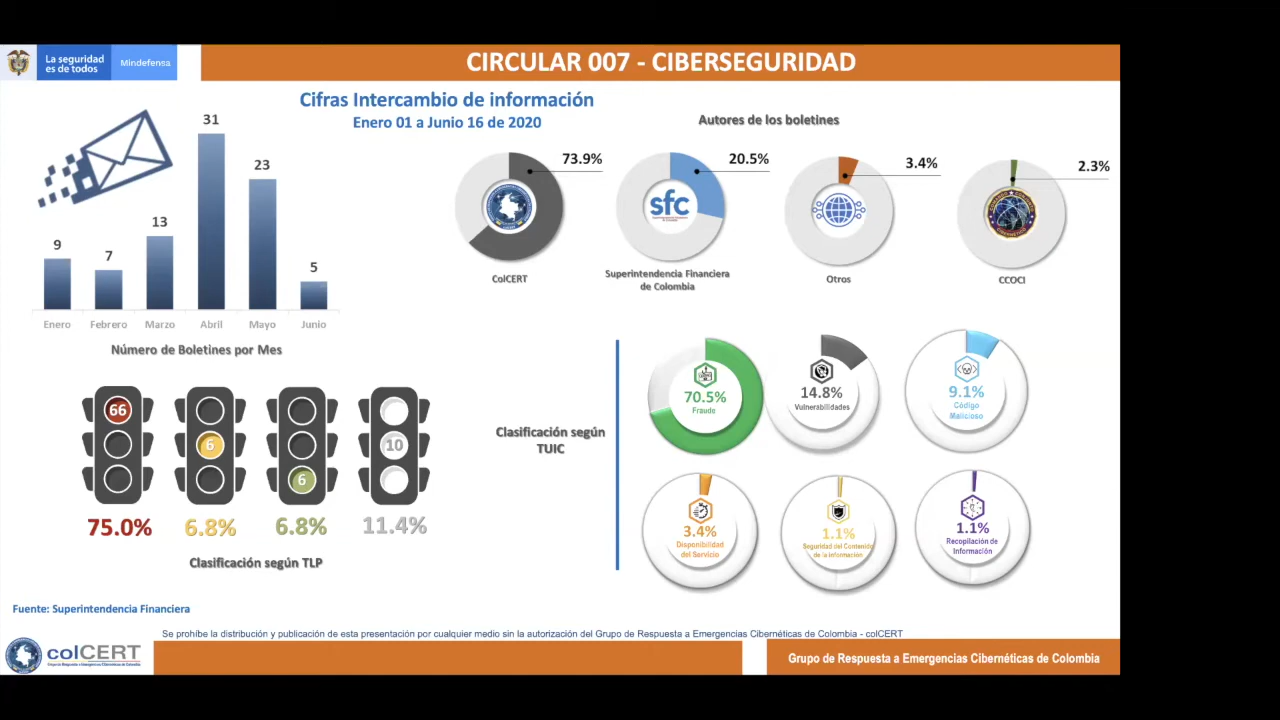 La seguridad
es de todos
Mindefensa
CIRCULAR 007 - CIBERSEGURIDAD
Cifras Intercambio de información
Enero 01 a Junio 16 de 2020
9
7
13
31
23
5
Enero
Febrero
Marzo
Abril
Mayo
Junio
Número de Boletines por Mes
Autores de los boletines
73.9%
ColCERT
20.5%
sfc
Superintendencia Financiera
de Colombia
3.4%
Otros
2.3%
CCOCI
66
6
6
10
75.0%
6.8%
6.8%
11.4%
Clasificación según TLP
Clasificación según
TUIC
70.5%
Fraude
14.8%
Vulnerabilidades
9.1%
Código
Malicioso
3.4%
Disponibilidad
del Servicio
1.1%
Seguridad del Contenido
de la información
1.1%
Recopilación de
Información
Fuente: Superintendencia Financiera
Se prohíbe la distribución y publicación de esta presentación por cualquier medio sin la autorización del Grupo de Respuesta a Emergencias Cibernéticas de Colombia - colCERT
colCERT
Grupo de Respuesta a Emergencias Cibernéticas de Colombia
Grupo de Respuesta a Emergencias Cibernéticas de Colombia